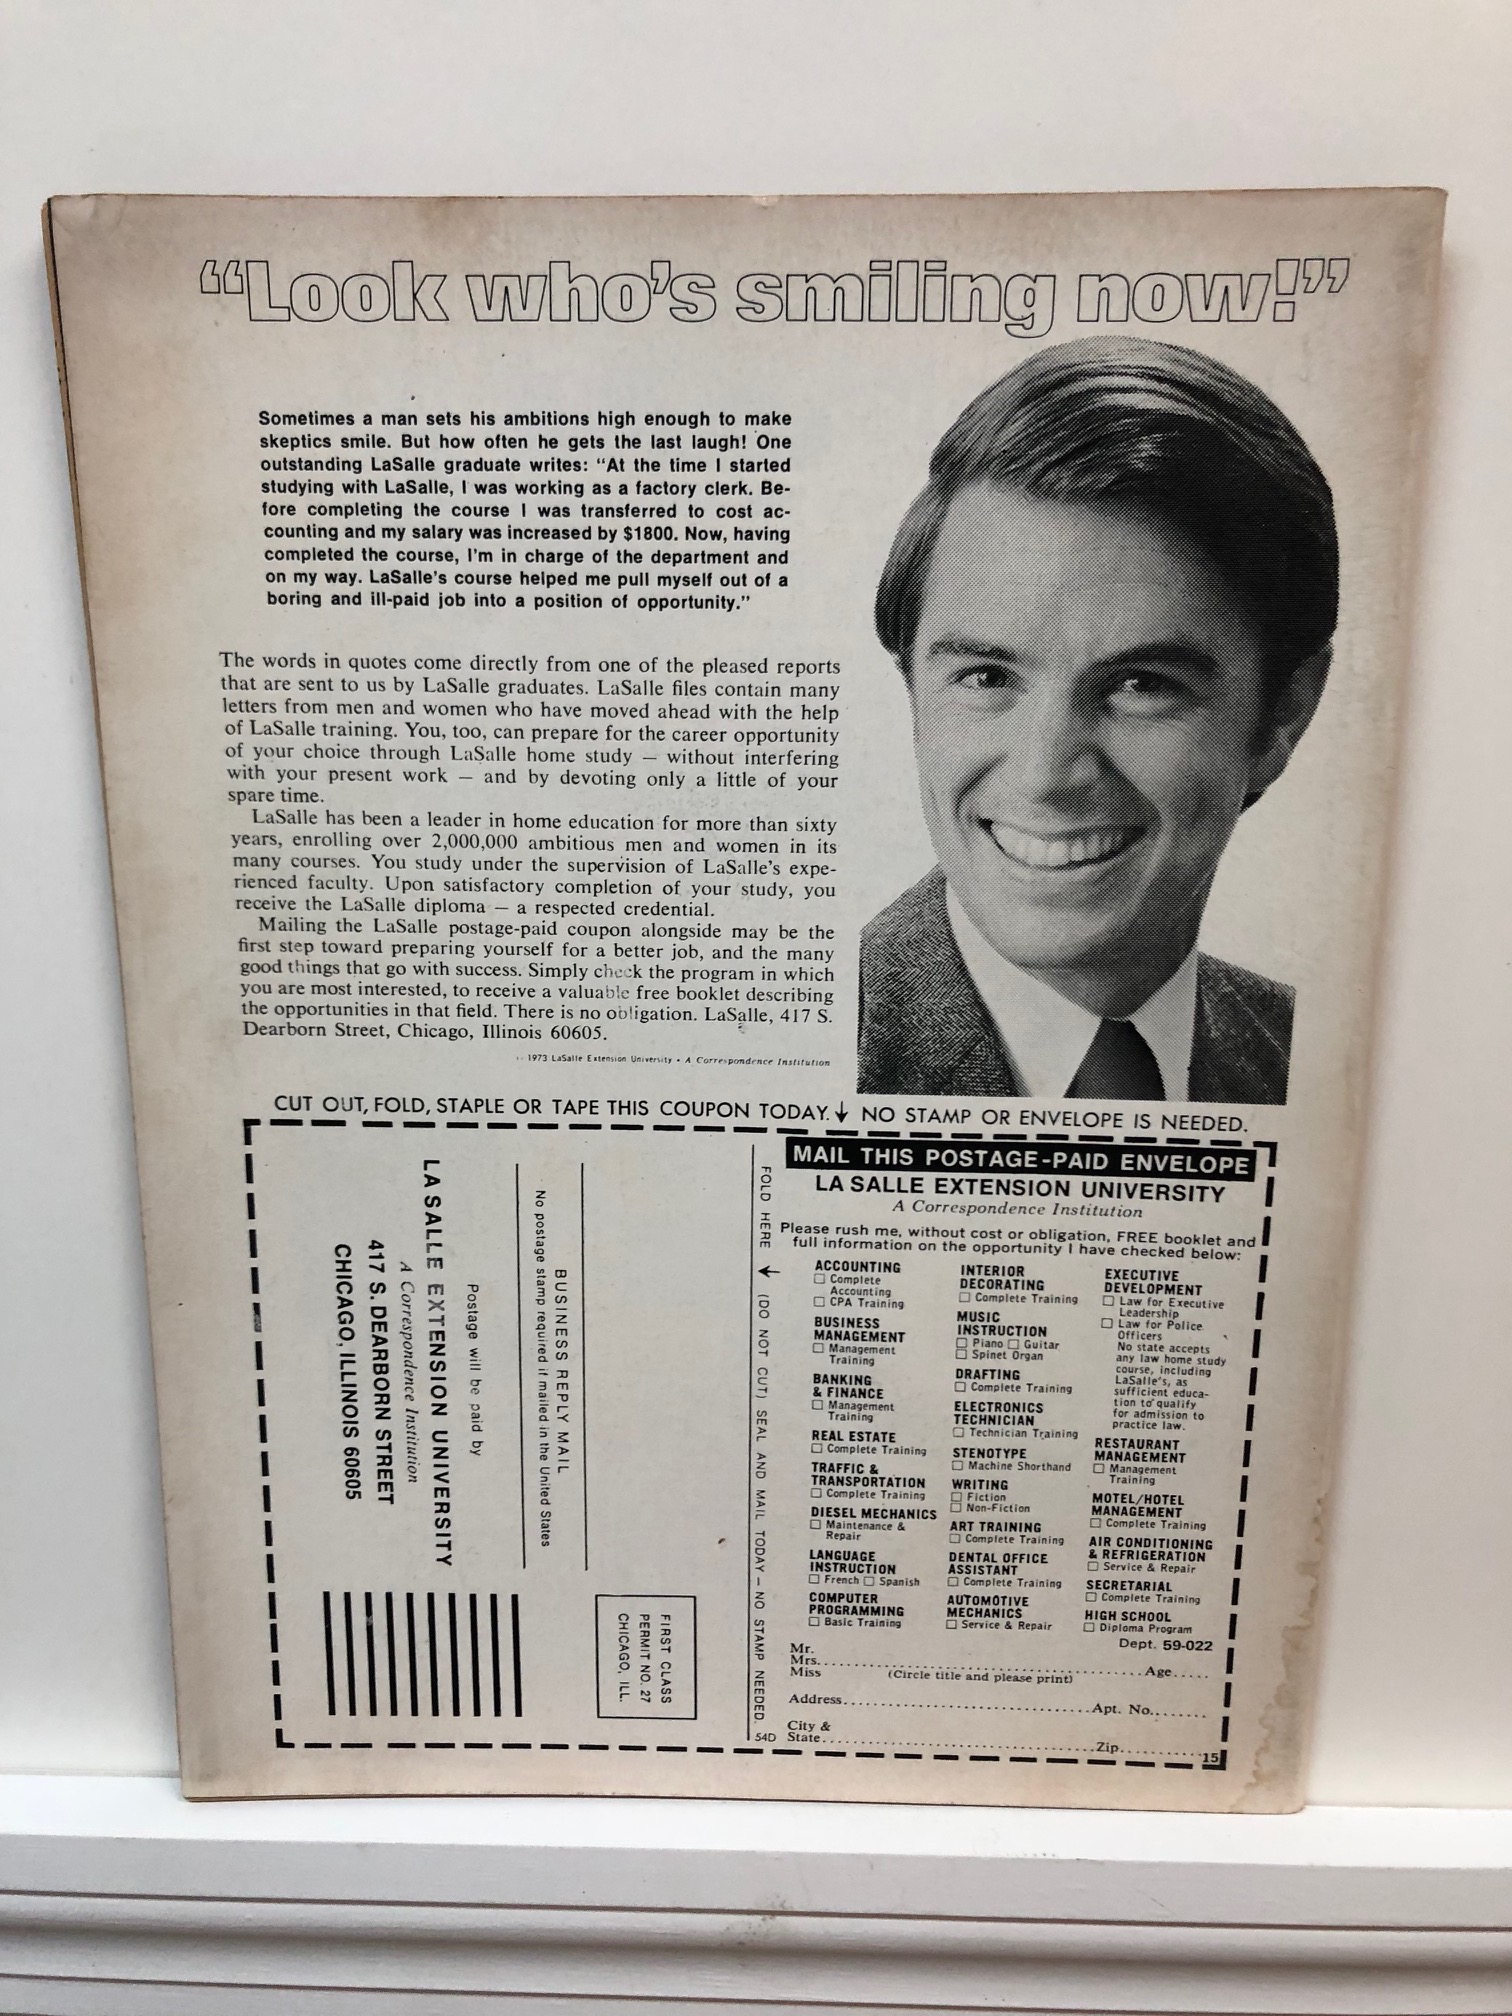 “Look who's smiling now!”
Sometimes a man sets his ambitions high enough to make
skeptics smile. But how often he gets the last laugh! One
outstanding LaSalle graduate writes: “At the time I started
studying with LaSalle, I was working as a factory clerk. Be-
fore completing the course I was transferred to cost ac-
counting and my salary was increased by $1800. Now, having
completed the course, I'm in charge of the department and
on my way. LaSalle's course helped me pull myself out of a
boring and ill-paid job into a position of opportunity.”
The words in quotes come directly from one of the pleased reports
that are sent to us by LaSalle graduates. LaSalle files contain many
letters from men and women who have moved ahead with the help
of LaSalle training. You, too, can prepare for the career opportunity
of your choice through LaSalle home study — without interfering
with your present work — and by devoting only a little of your
spare time.
LaSalle has been a leader in home education for more than sixty
years, enrolling over 2,000,000 ambitious men and women in its
many courses. You study under the supervision of LaSalle's expe-
rienced faculty. Upon satisfactory completion of your study, you
receive the LaSalle diploma — a respected credential.
Mailing the LaSalle postage-paid coupon alongside may be the
first step toward preparing yourself for a better job, and the many
good things that go with success. Simply check the program in which
you are most interested, to receive a valuable free booklet describing
the opportunities in that field. There is no obligation. LaSalle, 417 S.
Dearborn Street, Chicago, Illinois 60605.
1973 LaSalle Extension University • A Correspondence Institution
CUT OUT, FOLD, STAPLE OR TAPE THIS COUPON TODAY. ↓ NO STAMP OR ENVELOPE IS NEEDED.
FIRST CLASS
PERMIT NO. 27
CHICAGO, ILL.
BUSINESS REPLY MAIL
No postage stamp required if mailed in the United States
Postage will be paid by
LA SALLE EXTENSION UNIVERSITY
A Correspondence Institution
417 S. DEARBORN STREET
CHICAGO, ILLINOIS 60605
FOLD HERE ← (DO NOT CUT) SEAL AND MAIL TODAY — NO STAMP NEEDED.
54D
MAIL THIS POSTAGE-PAID ENVELOPE
LA SALLE EXTENSION UNIVERSITY
A Correspondence Institution
Please rush me, without cost or obligation, FREE booklet and
full information on the opportunity I have checked below:
ACCOUNTING
☐ Complete
Accounting
☐ CPA Training
BUSINESS
MANAGEMENT
☐ Management
Training
BANKING
& FINANCE
☐ Management
Training
REAL ESTATE
☐ Complete Training
TRAFFIC &
TRANSPORTATION
☐ Complete Training
DIESEL MECHANICS
☐ Maintenance &
Repair
LANGUAGE
INSTRUCTION
☐ French ☐ Spanish
COMPUTER
PROGRAMMING
☐ Basic Training
INTERIOR
DECORATING
☐ Complete Training
MUSIC
INSTRUCTION
☐ Piano ☐ Guitar
☐ Spinet Organ
DRAFTING
☐ Complete Training
ELECTRONICS
TECHNICIAN
☐ Technician Training
STENOTYPE
☐ Machine Shorthand
WRITING
☐ Fiction
☐ Non-Fiction
ART TRAINING
☐ Complete Training
DENTAL OFFICE
ASSISTANT
☐ Complete Training
AUTOMOTIVE
MECHANICS
☐ Service & Repair
EXECUTIVE
DEVELOPMENT
☐ Law for Executive
Leadership
☐ Law for Police
Officers
No state accepts
any law home study
course, including
LaSalle's, as
sufficient educa-
tion to qualify
for admission to
practice law.
RESTAURANT
MANAGEMENT
☐ Management
Training
MOTEL/HOTEL
MANAGEMENT
☐ Complete Training
AIR CONDITIONING
& REFRIGERATION
☐ Service & Repair
SECRETARIAL
☐ Complete Training
HIGH SCHOOL
☐ Diploma Program
Dept. 59-022
Mr.
Mrs. Age
Miss (Circle title and please print)
Address Apt. No.
City &
State Zip
15